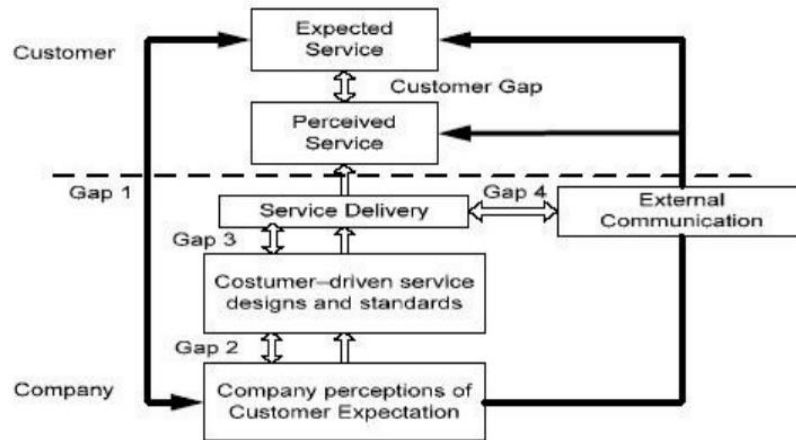 Expected
Service
Customer
Customer Gap
Perceived
Service
Gap 1
Gap 4
Service Delivery
External
Communication
Gap 3
Costumer–driven service
designs and standards
Gap 2
Company
Company perceptions of
Customer Expectation